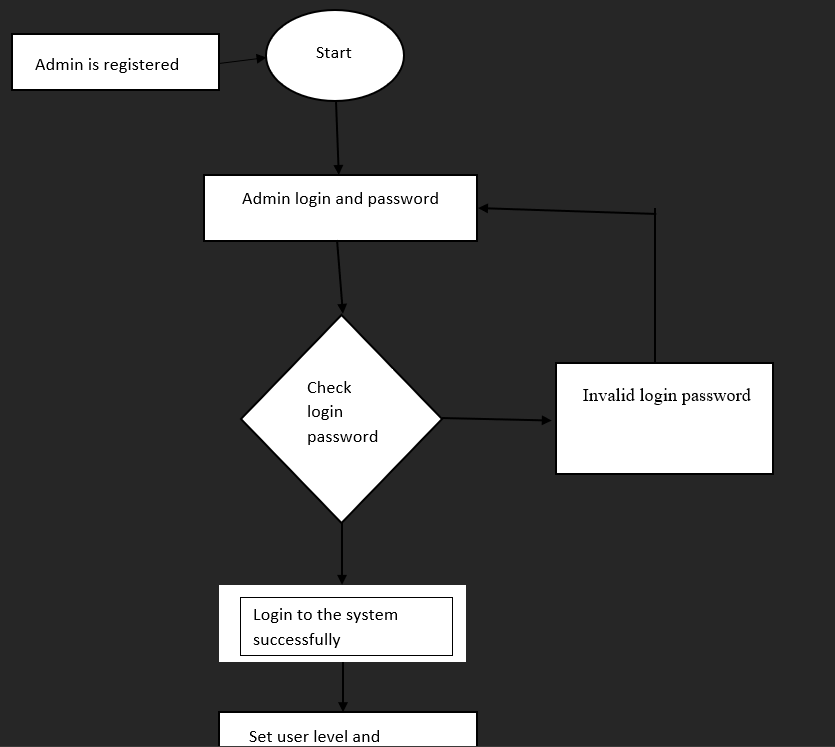 Start
Admin is registered
Admin login and password
Check
login
password
Invalid login password
Login to the system
successfully
Set user level and